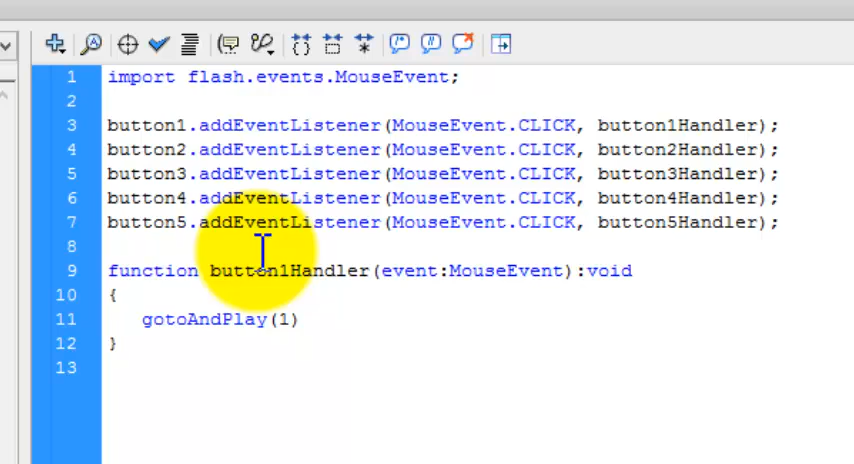 1 import flash.events.MouseEvent;
2
3 button1.addEventListener(MouseEvent.CLICK, button1Handler);
4 button2.addEventListener(MouseEvent.CLICK, button2Handler);
5 button3.addEventListener(MouseEvent.CLICK, button3Handler);
6 button4.addEventListener(MouseEvent.CLICK, button4Handler);
7 button5.addEventListener(MouseEvent.CLICK, button5Handler);
8
9 function button1Handler(event:MouseEvent):void
10 {
11 gotoAndPlay(1)
12 }
13